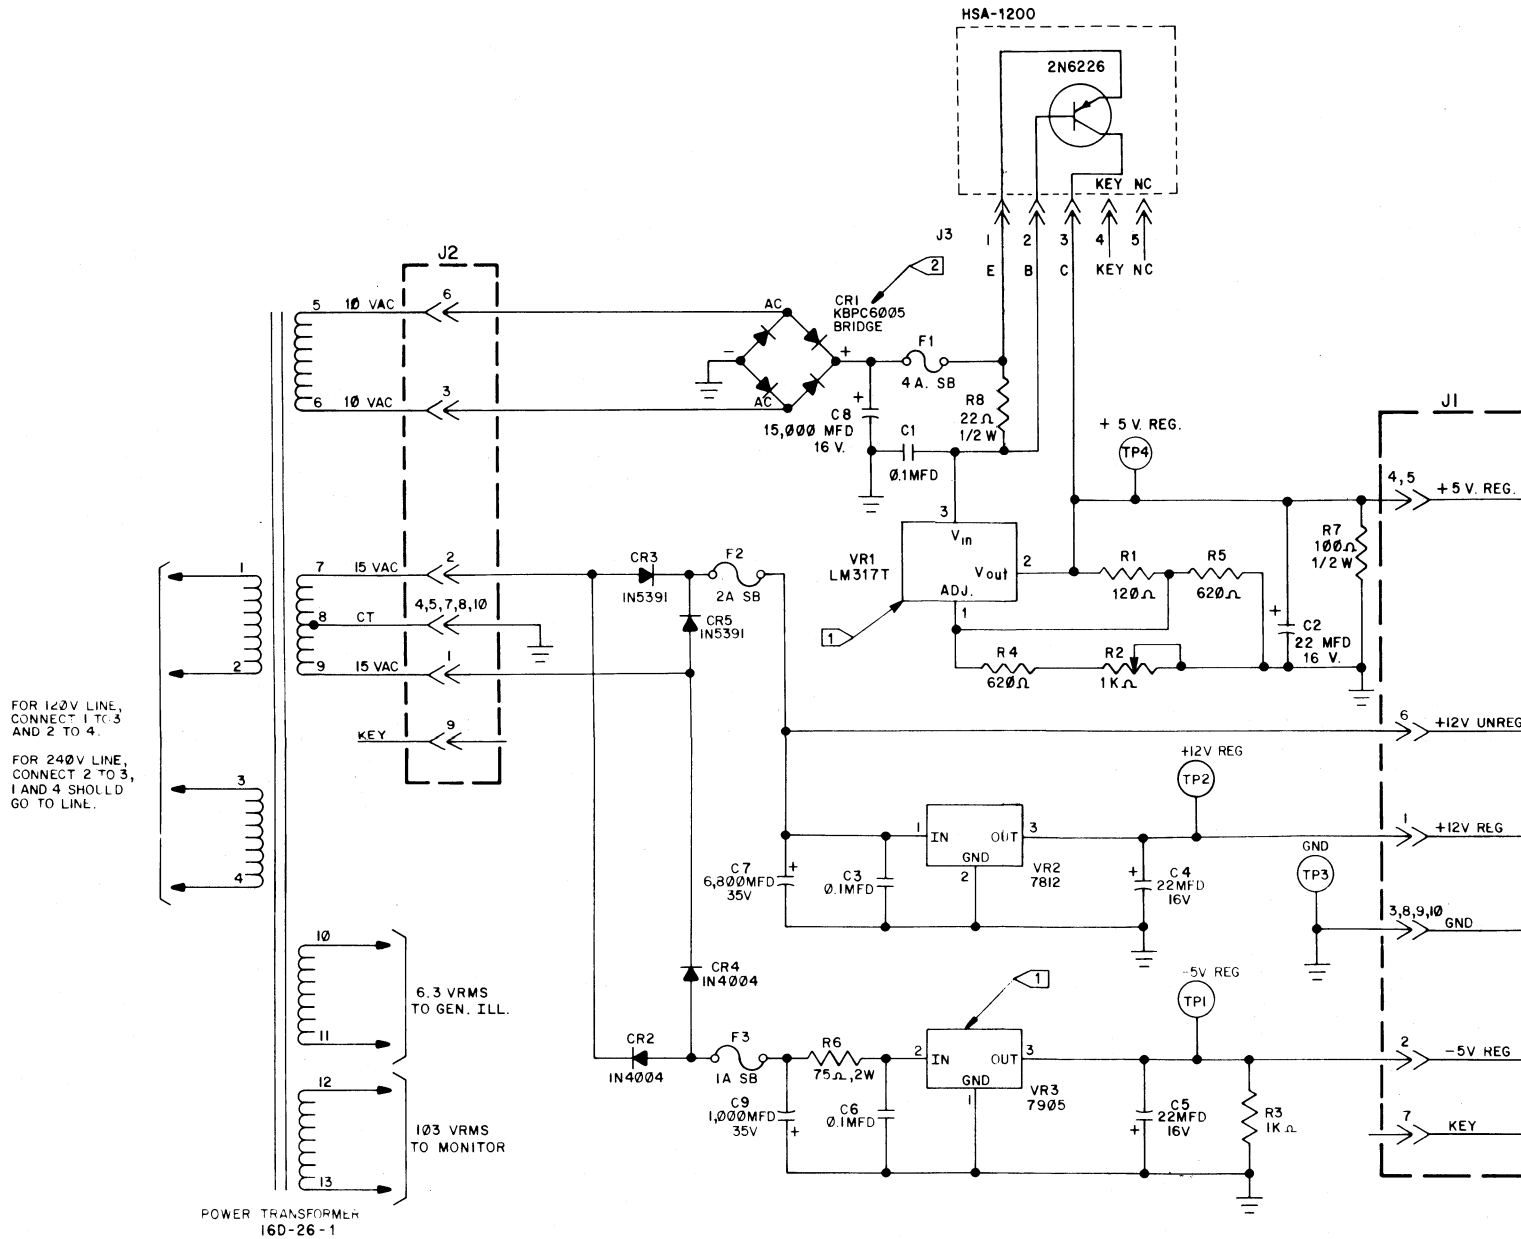 HSA-1200
2N6226
KEY NC
J3
1 2 3 4 5
E B C KEY NC
2
J2
5 10 VAC 6
6 10 VAC 3
AC
CR1
KBPC6005
BRIDGE
-
+
AC
F1
4A. SB
+
C8
15,000 MFD
16 V.
C1
0.1MFD
R8
22Ω
1/2 W
+ 5 V. REG.
TP4
J1
4,5
+ 5 V. REG.
3
Vin
VR1
LM317T
Vout
2
ADJ.
1
1
R1
120Ω
R5
620Ω
R4
620Ω
R2
1KΩ
+
C2
22 MFD
16 V.
R7
100Ω
1/2 W
1
2
7 15 VAC 2
8 CT 4,5,7,8,10
9 15 VAC 1
KEY 9
CR3
1N5391
F2
2A SB
CR5
1N5391
FOR 120V LINE,
CONNECT 1 TO 3
AND 2 TO 4.
FOR 240V LINE,
CONNECT 2 TO 3,
1 AND 4 SHOULD
GO TO LINE.
3
4
6
+12V UNREG
+12V REG
TP2
1 IN OUT 3
GND
2
VR2
7812
1
+12V REG
C7
6,800MFD
35V
+
C3
0.1MFD
+
C4
22MFD
16V
GND
TP3
3,8,9,10
GND
10
11
6.3 VRMS
TO GEN. ILL.
CR4
1N4004
1
-5V REG
TP1
CR2
1N4004
F3
1A SB
R6
75Ω,2W
2 IN OUT 3
GND
1
VR3
7905
2
-5V REG
C9
1,000MFD
35V
+
C6
0.1MFD
C5
22MFD
16V
+
R3
1KΩ
7
KEY
12
13
103 VRMS
TO MONITOR
POWER TRANSFORMER
16D-26-1